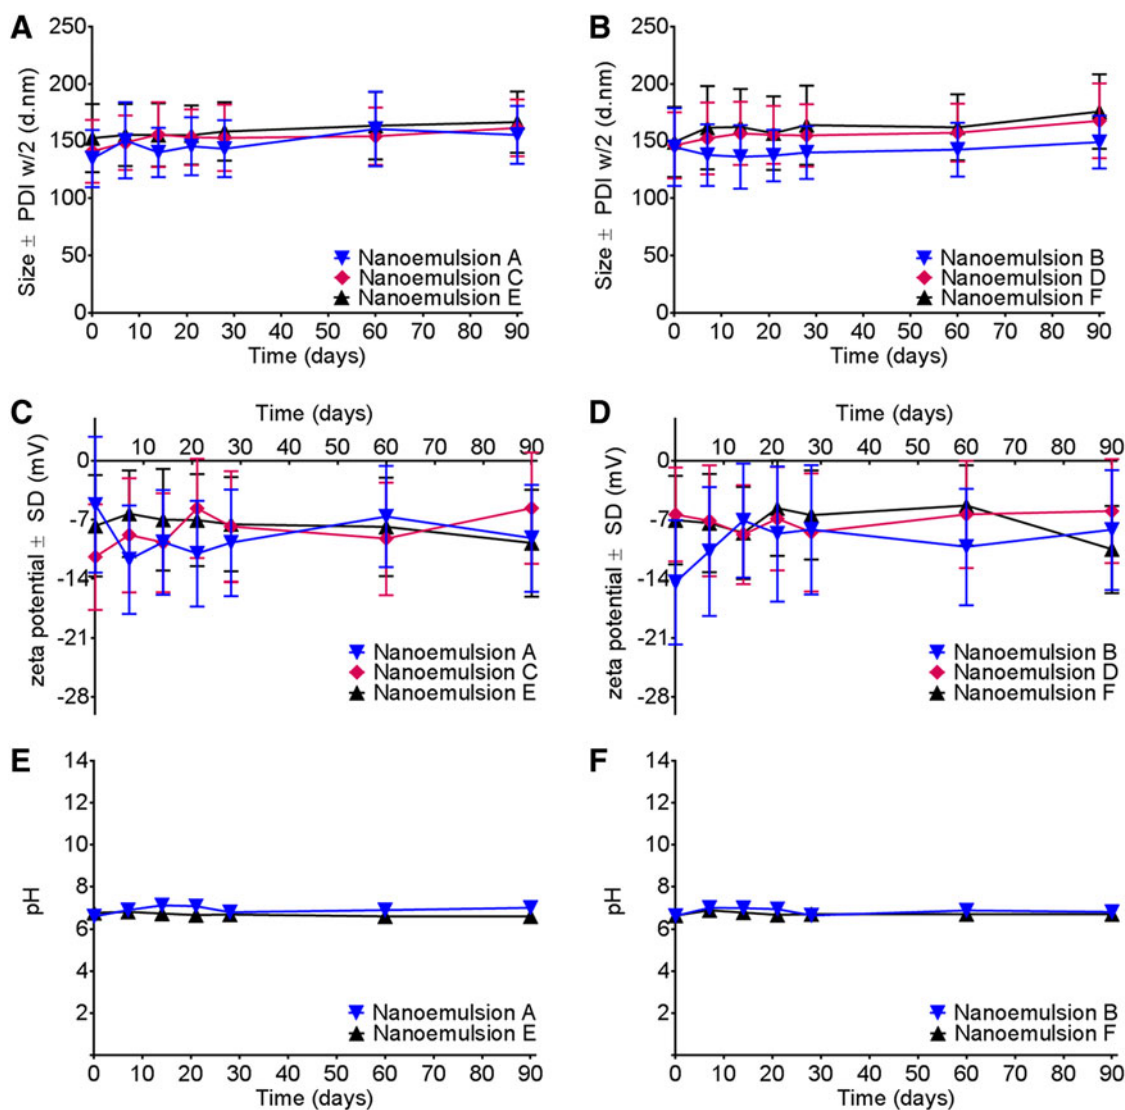 A
Size ± PDI w/2 (d.nm)
250
200
150
100
50
0
0 10 20 30 40 50 60 70 80 90
Time (days)
Nanoemulsion A
Nanoemulsion C
Nanoemulsion E
B
Size ± PDI w/2 (d.nm)
250
200
150
100
50
0
0 10 20 30 40 50 60 70 80 90
Time (days)
Nanoemulsion B
Nanoemulsion D
Nanoemulsion F
C
Time (days)
10 20 30 40 50 60 70 80 90
zeta potential ± SD (mV)
0
-7
-14
-21
-28
Nanoemulsion A
Nanoemulsion C
Nanoemulsion E
D
Time (days)
10 20 30 40 50 60 70 80 90
zeta potential ± SD (mV)
0
-7
-14
-21
-28
Nanoemulsion B
Nanoemulsion D
Nanoemulsion F
E
pH
14
12
10
8
6
4
2
0 10 20 30 40 50 60 70 80 90
Time (days)
Nanoemulsion A
Nanoemulsion E
F
pH
14
12
10
8
6
4
2
0 10 20 30 40 50 60 70 80 90
Time (days)
Nanoemulsion B
Nanoemulsion F